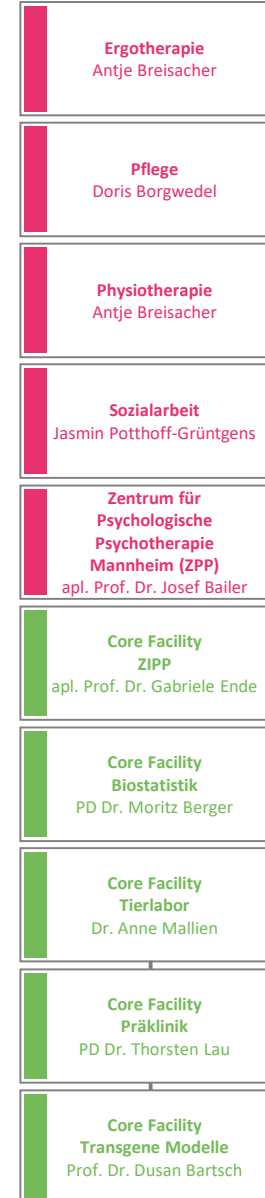 Ergotherapie
Antje Breisacher
Pflege
Doris Borgwedel
Physiotherapie
Antje Breisacher
Sozialarbeit
Jasmin Potthoff-Grüntgens
Zentrum für
Psychologische
Psychotherapie
Mannheim (ZPP)
apl. Prof. Dr. Josef Bailer
Core Facility
ZIPP
apl. Prof. Dr. Gabriele Ende
Core Facility
Biostatistik
PD Dr. Moritz Berger
Core Facility
Tierlabor
Dr. Anne Mallien
Core Facility
Präklinik
PD Dr. Thorsten Lau
Core Facility
Transgene Modelle
Prof. Dr. Dusan Bartsch